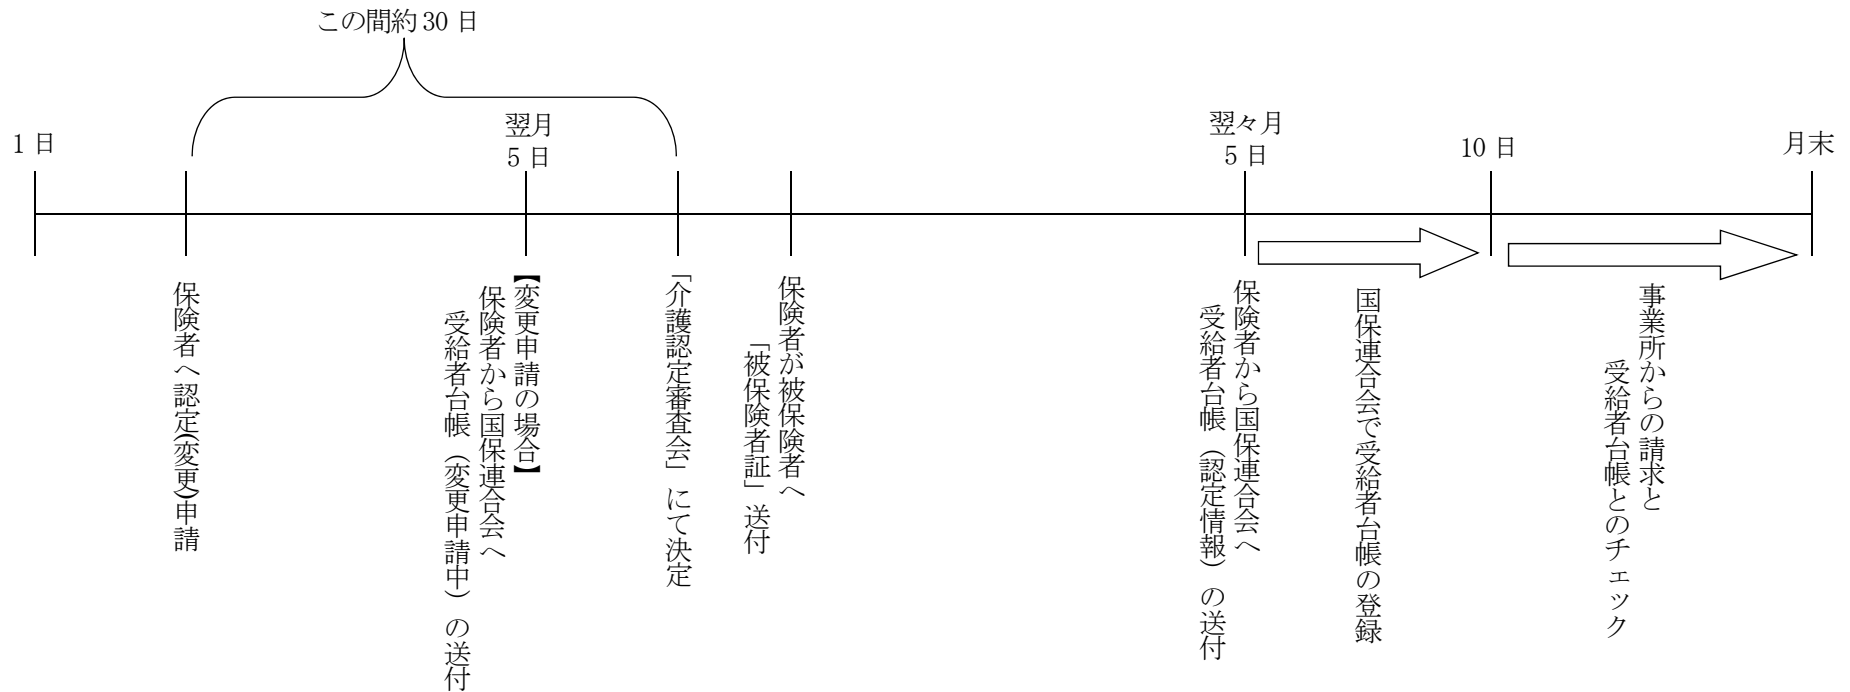 この間約30日
1日
翌月
5日
翌々月
5日
10日
月末
保険者へ認定(変更)申請
【変更申請の場合】
保険者から国保連合会へ
受給者台帳（変更申請中）の送付
「介護認定審査会」にて決定
保険者が被保険者へ
「被保険者証」送付
保険者から国保連合会へ
受給者台帳（認定情報）の送付
国保連合会で受給者台帳の登録
事業所からの請求と
受給者台帳とのチェック